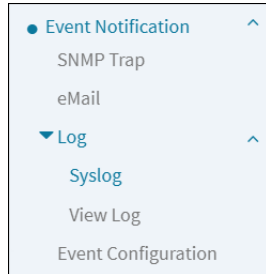 Event Notification
SNMP Trap
eMail
Log
Syslog
View Log
Event Configuration